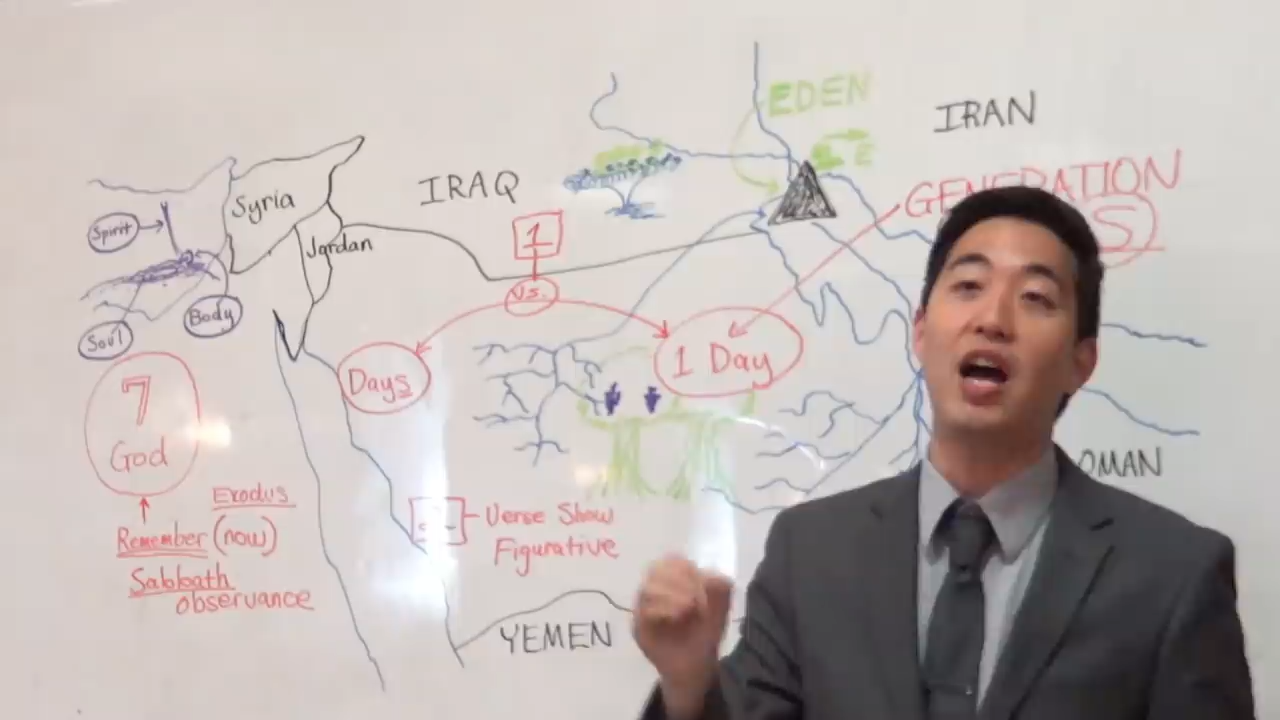 EDEN
IRAN
IRAQ
GENERATION
S
Syria
Spirit
1
Jordan
vs.
Body
Soul
Days
1 Day
7
God
OMAN
Exodus
Remember (now)
Verse Show
Figurative
Sabbath
observance
YEMEN